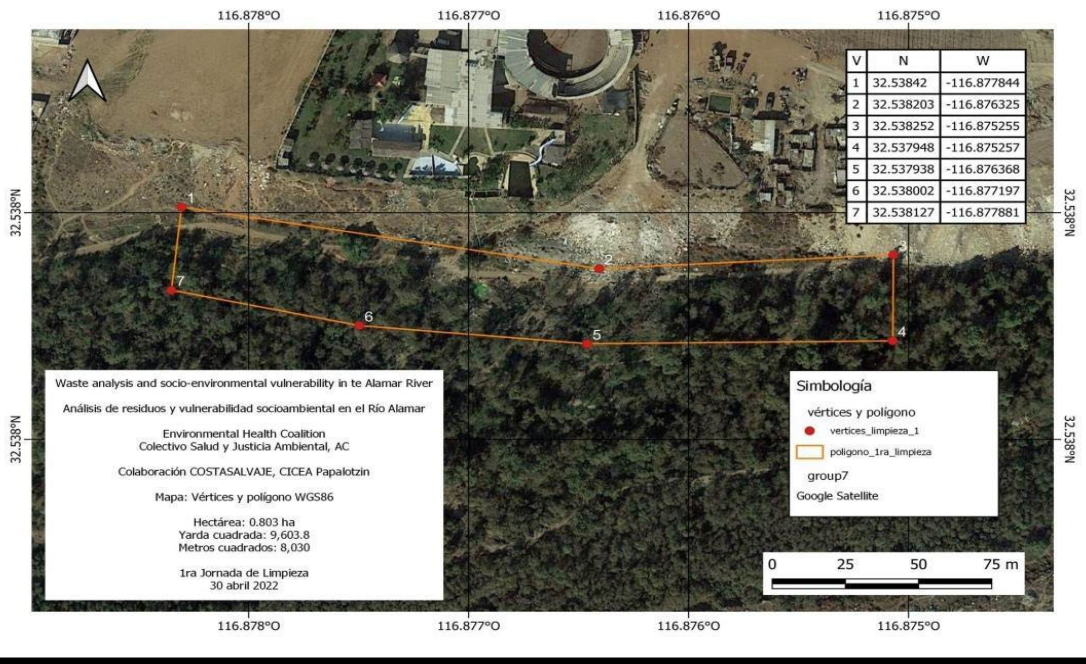 116.878°O 116.877°O 116.876°O 116.875°O
V N W
1 32.53842 -116.877844
2 32.538203 -116.876325
3 32.538252 -116.875255
4 32.537948 -116.875257
5 32.537938 -116.876368
6 32.538002 -116.877197
7 32.538127 -116.877881
32.538°N
32.538°N
1
2
3
7
6
5
4
Waste analysis and socio-environmental vulnerability in te Alamar River
Análisis de residuos y vulnerabilidad socioambiental en el Río Alamar
Environmental Health Coalition
Colectivo Salud y Justicia Ambiental, AC
Colaboración COSTASALVAJE, CICEA Papalotzin
Mapa: Vértices y polígono WGS86
Hectárea: 0.803 ha
Yarda cuadrada: 9,603.8
Metros cuadrados: 8,030
1ra Jornada de Limpieza
30 abril 2022
Simbología
vértices y polígono
vertices_limpieza_1
poligono_1ra_limpieza
group7
Google Satellite
32.538°N
32.538°N
0 25 50 75 m
116.878°O 116.877°O 116.876°O 116.875°O